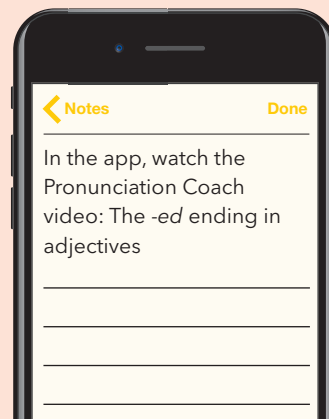 Notes Done
In the app, watch the
Pronunciation Coach
video: The -ed ending in
adjectives